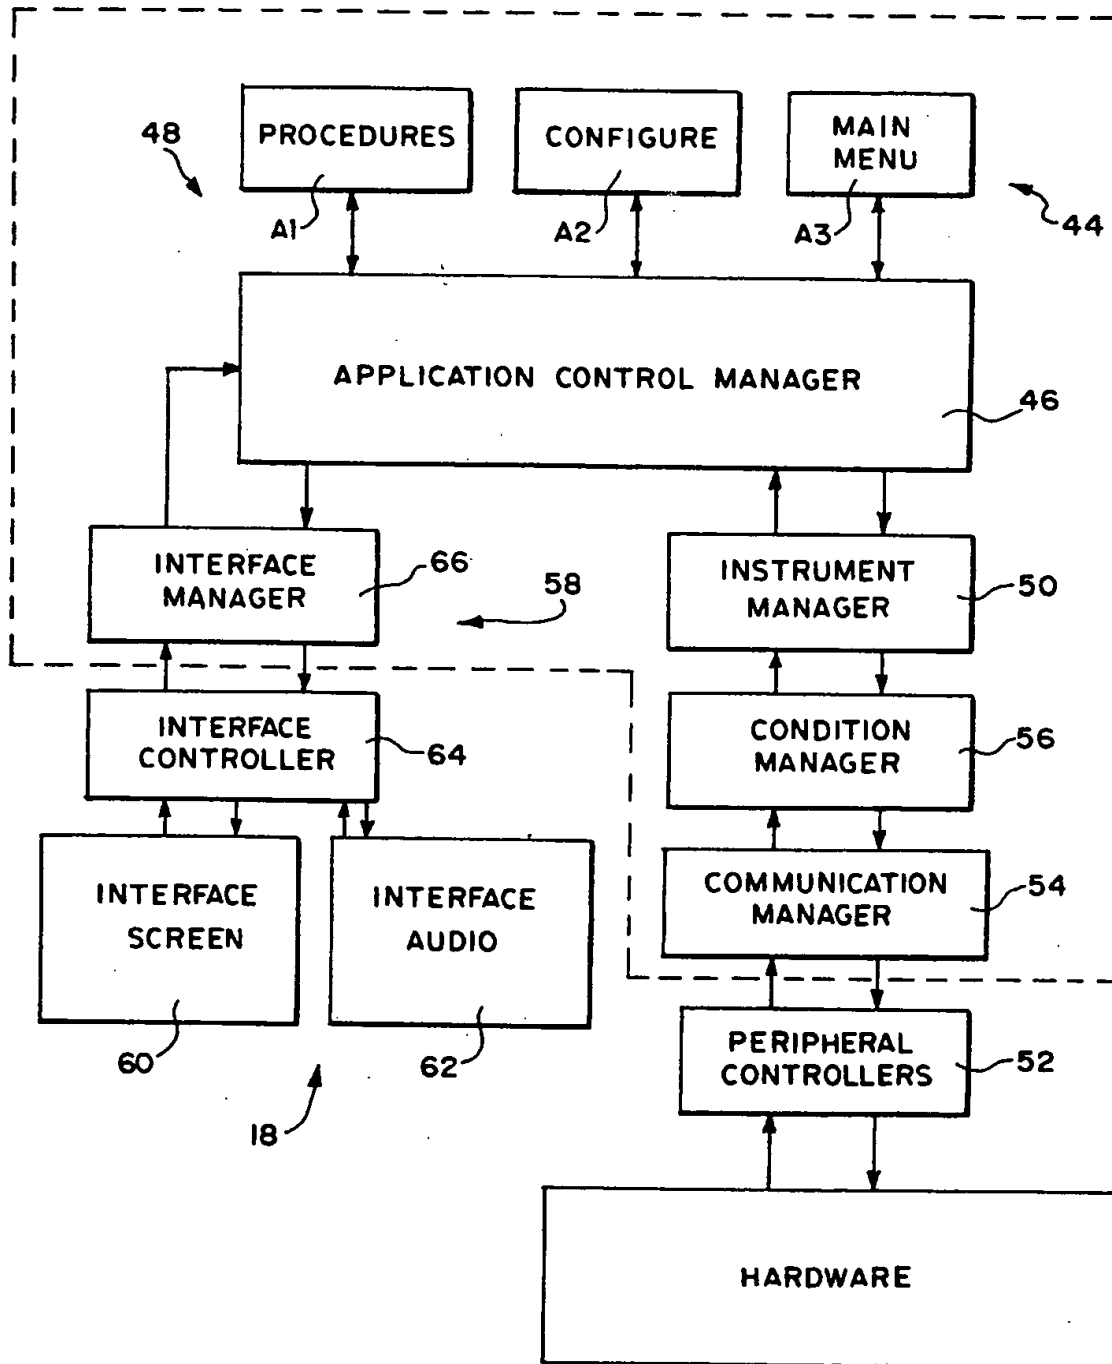 PROCEDURES
CONFIGURE
MAIN
MENU
48
A1
A2
A3
44
APPLICATION CONTROL MANAGER
46
INTERFACE
MANAGER
66
58
INSTRUMENT
MANAGER
50
INTERFACE
CONTROLLER
64
CONDITION
MANAGER
56
INTERFACE
SCREEN
60
INTERFACE
AUDIO
62
18
COMMUNICATION
MANAGER
54
PERIPHERAL
CONTROLLERS
52
HARDWARE